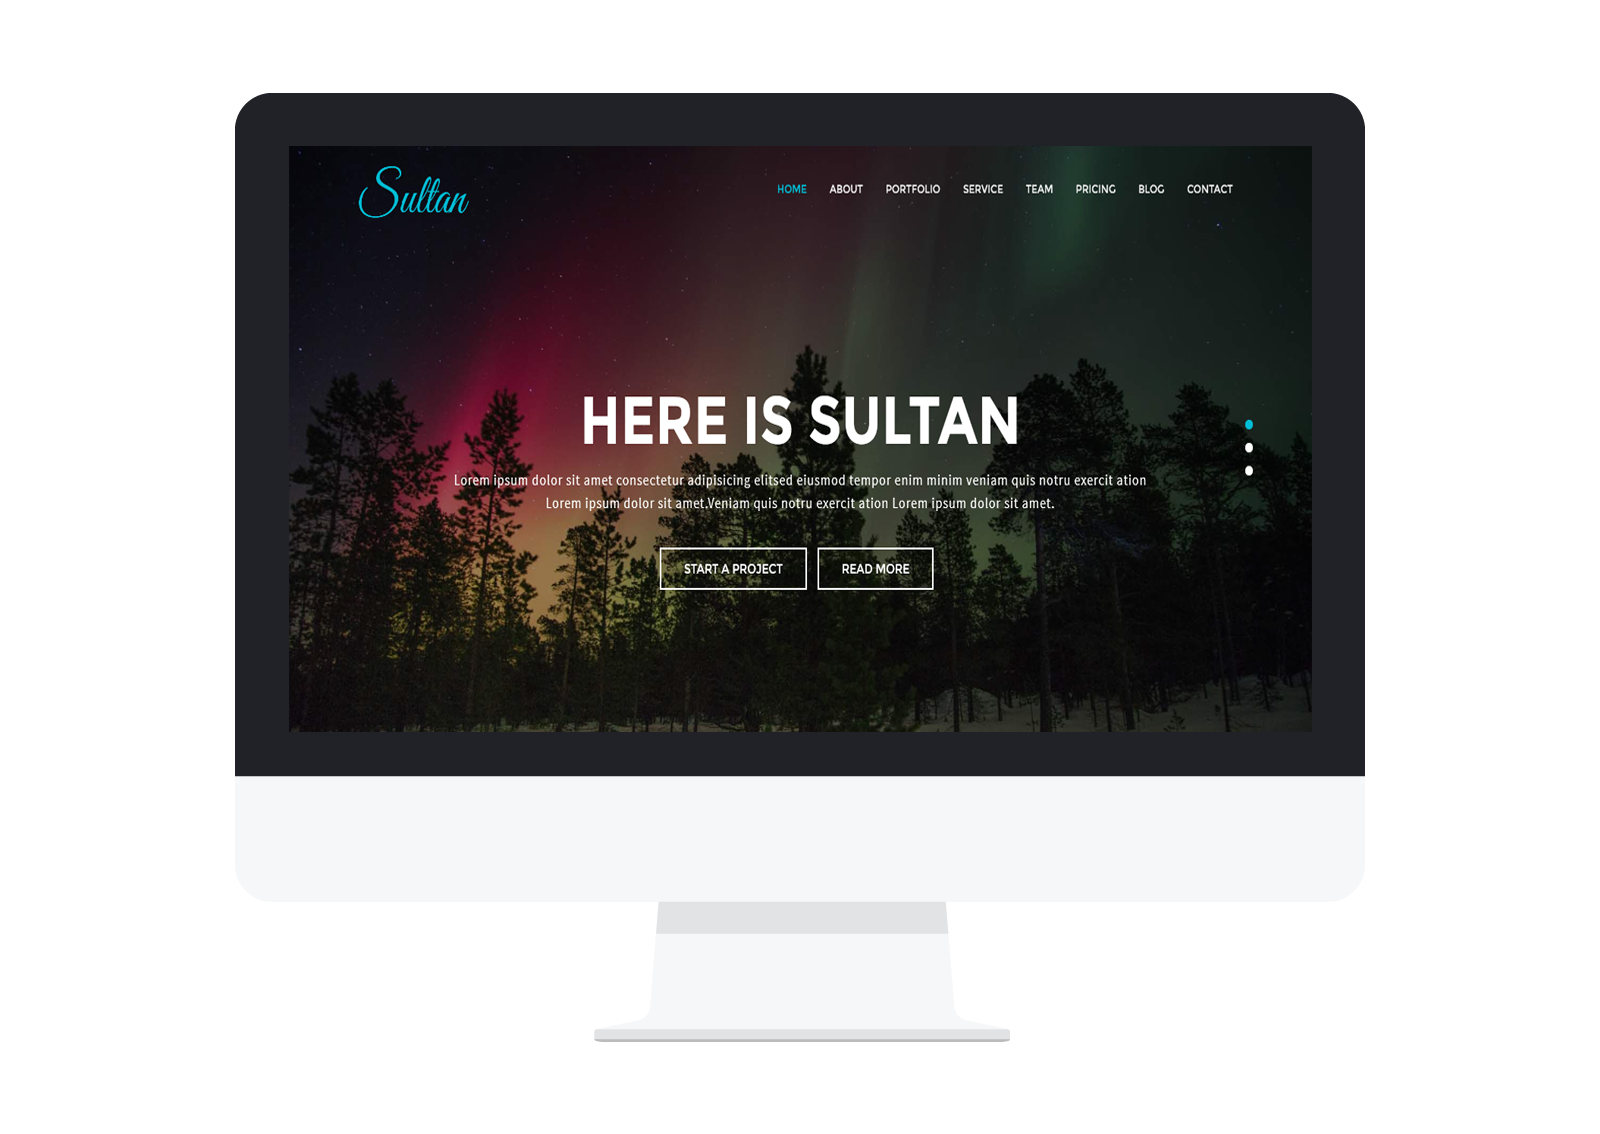 Sultan
HOME ABOUT PORTFOLIO SERVICE TEAM PRICING BLOG CONTACT
HERE IS SULTAN
Lorem ipsum dolor sit amet consectetur adipisicing elitsed eiusmod tempor enim minim veniam quis notru exercit ation
Lorem ipsum dolor sit amet.Veniam quis notru exercit ation Lorem ipsum dolor sit amet.
START A PROJECT READ MORE